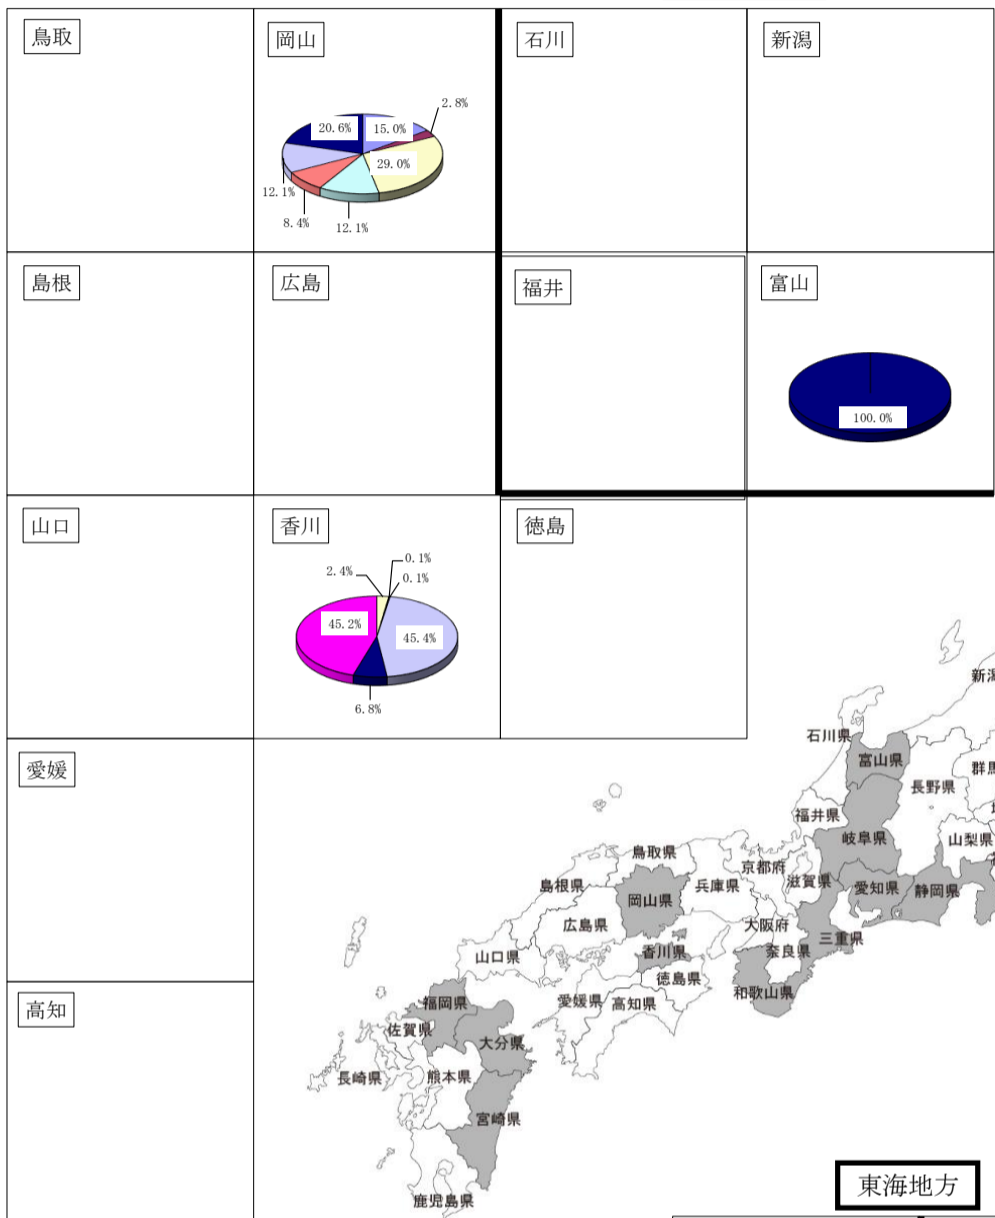 鳥取
岡山
石川
新潟
2.8%
20.6%
15.0%
29.0%
12.1%
8.4%
12.1%
島根
広島
福井
富山
100.0%
山口
香川
徳島
0.1%
2.4%
0.1%
45.2%
45.4%
6.8%
愛媛
高知
石川県
富山県
長野県
福井県
岐阜県
山梨県
鳥取県
京都府
滋賀県
島根県
兵庫県
愛知県
静岡県
岡山県
広島県
大阪府
三重県
山口県
香川県
奈良県
徳島県
和歌山県
愛媛県
高知県
福岡県
佐賀県
大分県
長崎県
熊本県
宮崎県
鹿児島県
東海地方